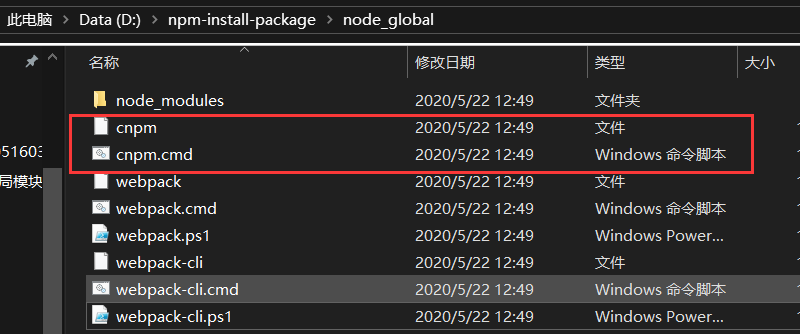 此电脑 > Data (D:) > npm-install-package > node_global
名称 修改日期 类型 大小
node_modules 2020/5/22 12:49 文件夹
cnpm 2020/5/22 12:49 文件
051603 cnpm.cmd 2020/5/22 12:49 Windows 命令脚本
局模块 webpack 2020/5/22 12:49 文件
webpack.cmd 2020/5/22 12:49 Windows 命令脚本
webpack.ps1 2020/5/22 12:49 Windows Power...
webpack-cli 2020/5/22 12:49 文件
webpack-cli.cmd 2020/5/22 12:49 Windows 命令脚本
webpack-cli.ps1 2020/5/22 12:49 Windows Power...